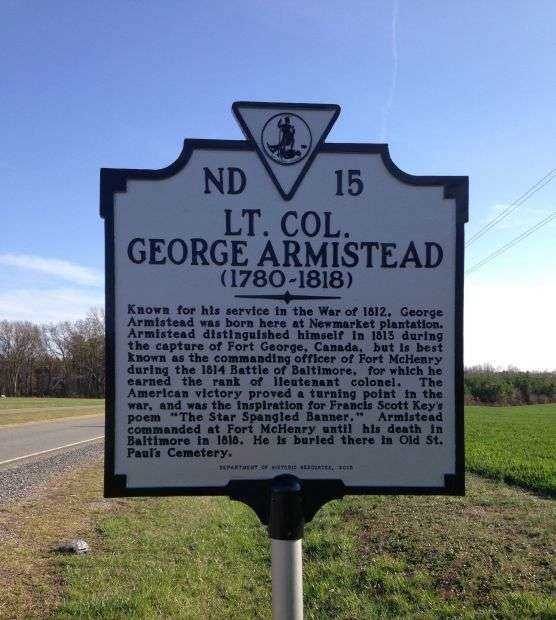 ND 15
LT. COL.
GEORGE ARMISTEAD
(1780-1818)
Known for his service in the War of 1812, George
Armistead was born here at Newmarket plantation.
Armistead distinguished himself in 1813 during
the capture of Fort George, Canada, but is best
known as the commanding officer of Fort McHenry
during the 1814 Battle of Baltimore, for which he
earned the rank of lieutenant colonel. The
American victory proved a turning point in the
war, and was the inspiration for Francis Scott Key's
poem "The Star Spangled Banner." Armistead
commanded at Fort McHenry until his death in
Baltimore in 1818. He is buried there in Old St.
Paul's Cemetery.
DEPARTMENT OF HISTORIC RESOURCES,